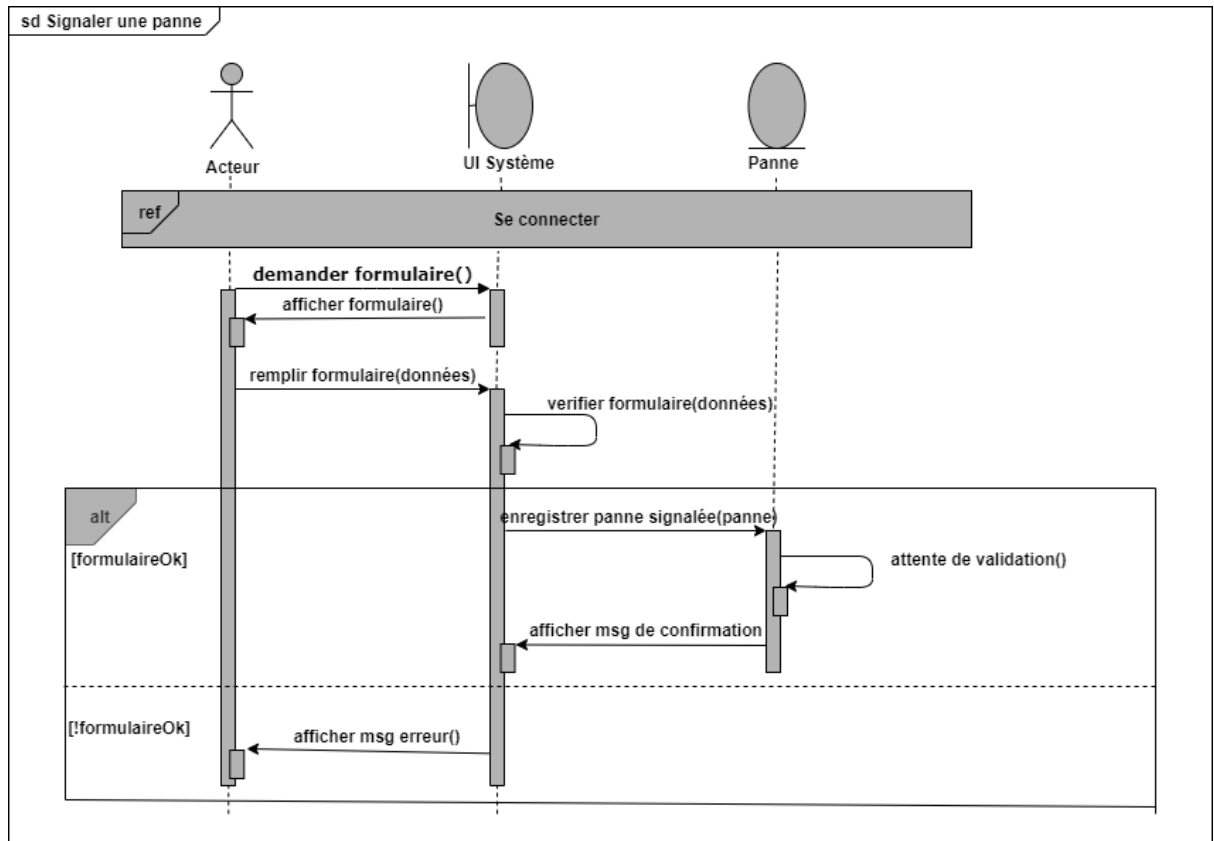 sd Signaler une panne
Acteur
UI Système
Panne
ref
Se connecter
demander formulaire()
afficher formulaire()
remplir formulaire(données)
verifier formulaire(données)
alt
enregistrer panne signalée(panne)
[formulaireOk]
attente de validation()
afficher msg de confirmation
[!formulaireOk]
afficher msg erreur()